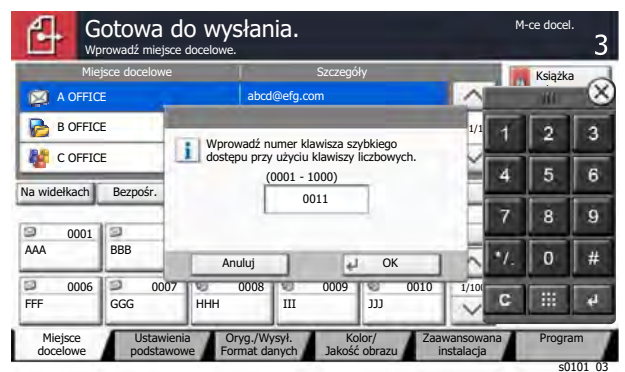 Gotowa do wysłania.
Wprowadź miejsce docelowe.
M-ce docel.
3
Miejsce docelowe
Szczegóły
Książka
A OFFICE
abcd@efg.com
B OFFICE
1/1
C OFFICE
Wprowadź numer klawisza szybkiego
dostępu przy użyciu klawiszy liczbowych.
(0001 - 1000)
0011
Anuluj
OK
Na widełkach
Bezpośr.
1 2 3
4 5 6
7 8 9
*/. 0 #
C
0001
AAA
BBB
0006
FFF
0007
GGG
0008
HHH
0009
III
0010
JJJ
1/100
Miejsce
docelowe
Ustawienia
podstawowe
Oryg./Wysył.
Format danych
Kolor/
Jakość obrazu
Zaawansowana
instalacja
Program
s0101_03